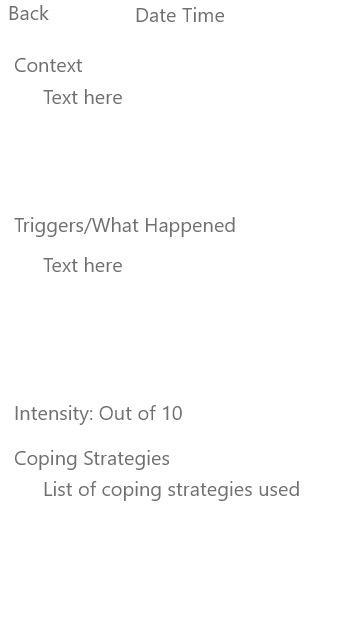 Back
Date Time
Context
Text here
Triggers/What Happened
Text here
Intensity: Out of 10
Coping Strategies
List of coping strategies used